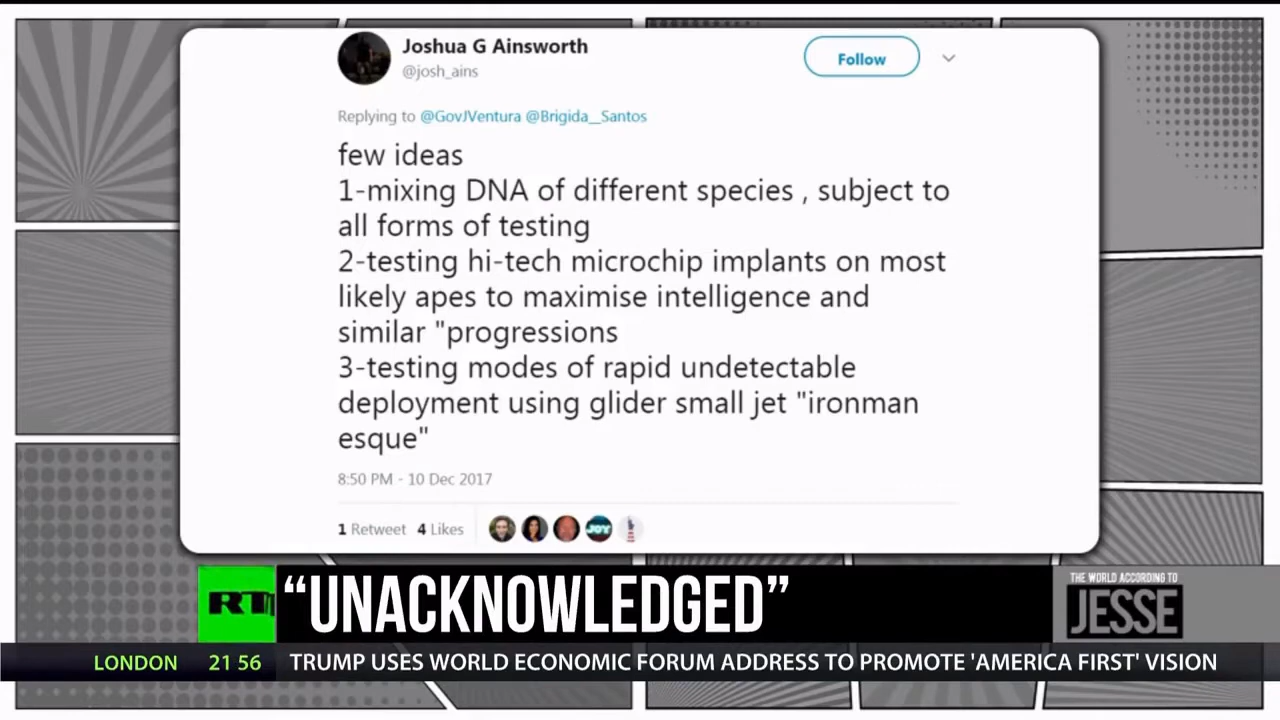 Joshua G Ainsworth
@josh_ains
Follow
Replying to @GovJVentura @Brigida__Santos
few ideas
1-mixing DNA of different species , subject to
all forms of testing
2-testing hi-tech microchip implants on most
likely apes to maximise intelligence and
similar "progressions
3-testing modes of rapid undetectable
deployment using glider small jet "ironman
esque"
8:50 PM - 10 Dec 2017
1 Retweet 4 Likes
JOY
RT
“UNACKNOWLEDGED”
THE WORLD ACCORDING TO
JESSE
LONDON 21 56 TRUMP USES WORLD ECONOMIC FORUM ADDRESS TO PROMOTE 'AMERICA FIRST' VISION